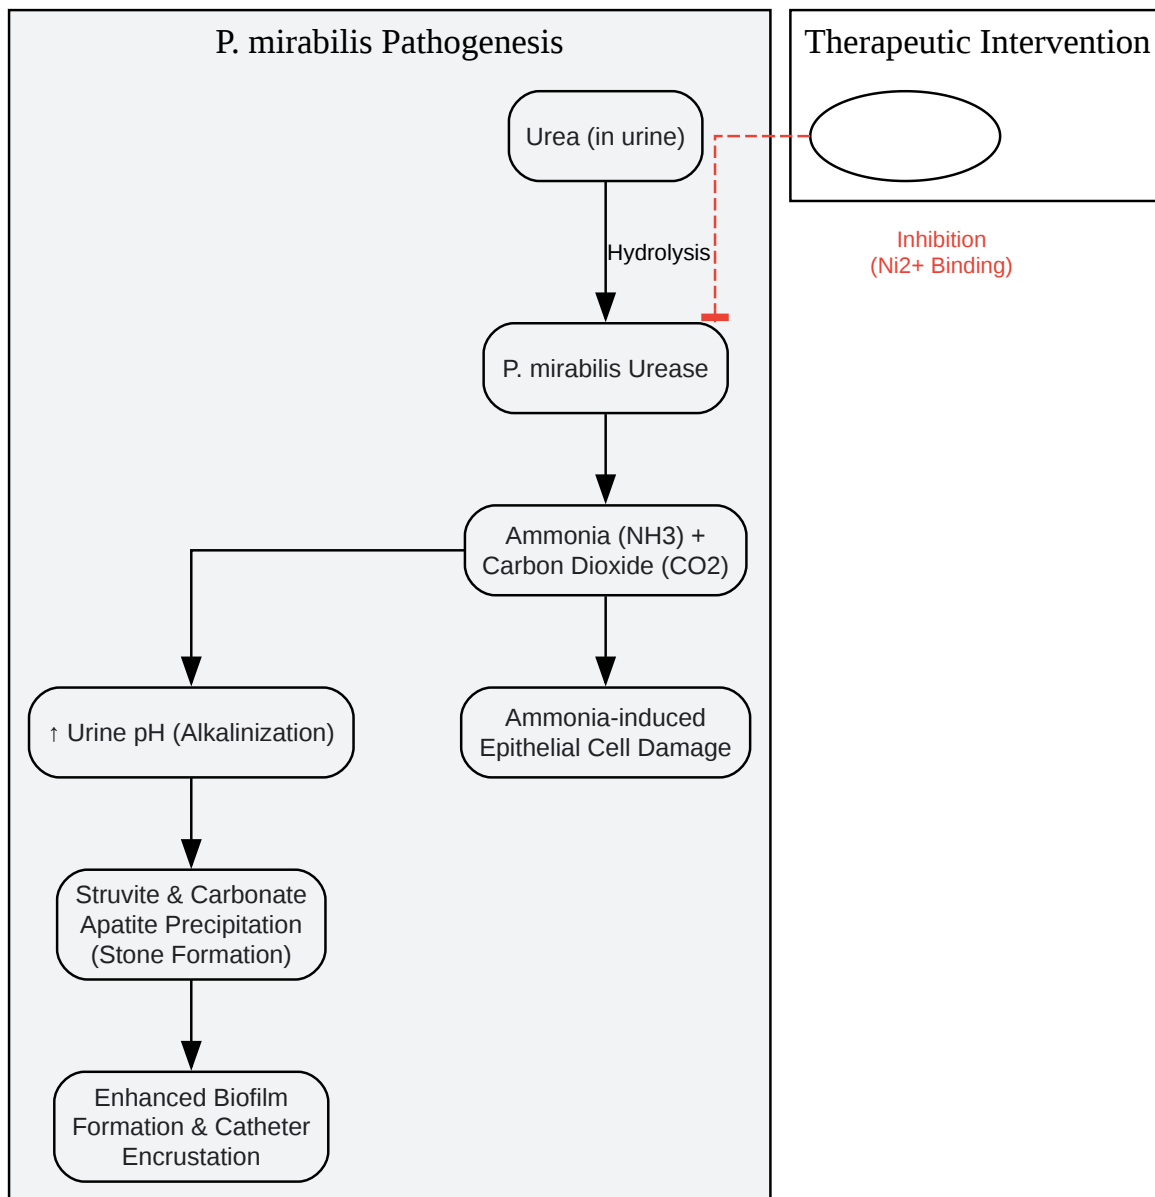 P. mirabilis Pathogenesis
Therapeutic Intervention
Urea (in urine)
Inhibition
(Ni2+ Binding)
Hydrolysis
P. mirabilis Urease
Ammonia (NH3) +
Carbon Dioxide (CO2)
↑ Urine pH (Alkalinization)
Ammonia-induced
Epithelial Cell Damage
Struvite & Carbonate
Apatite Precipitation
(Stone Formation)
Enhanced Biofilm
Formation & Catheter
Encrustation